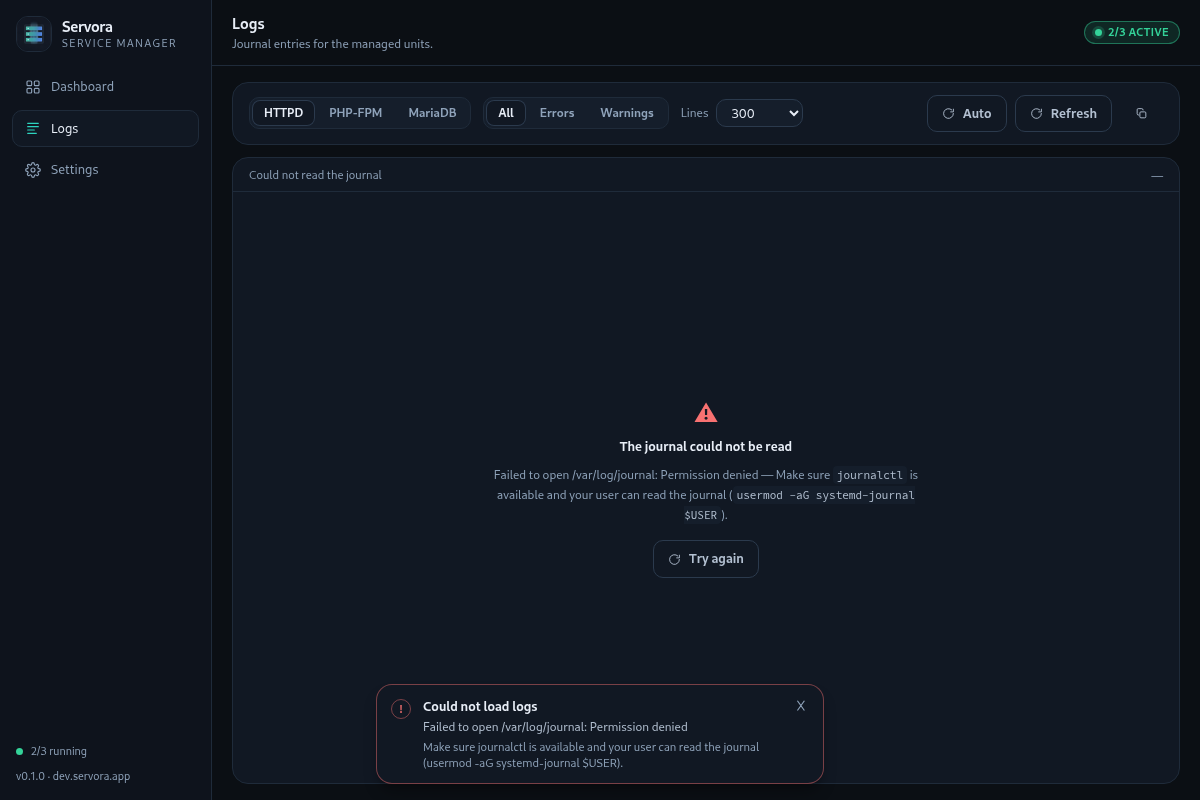 Servora
SERVICE MANAGER
Dashboard
Logs
Settings
2/3 running
v0.1.0 · dev.servora.app
Logs
Journal entries for the managed units.
2/3 ACTIVE
HTTPD PHP-FPM MariaDB All Errors Warnings Lines 300 Auto Refresh
Could not read the journal —
The journal could not be read
Failed to open /var/log/journal: Permission denied — Make sure journalctl is
available and your user can read the journal ( usermod -aG systemd-journal
$USER ).
Try again
Could not load logs X
Failed to open /var/log/journal: Permission denied
Make sure journalctl is available and your user can read the journal
(usermod -aG systemd-journal $USER).